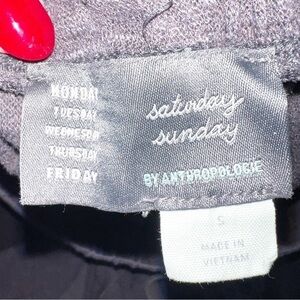 MONDAY
TUESDAY
WEDNESDAY
THURSDAY
FRIDAY
saturday
sunday
BY ANTHROPOLOGIE
S
MADE IN
VIETNAM